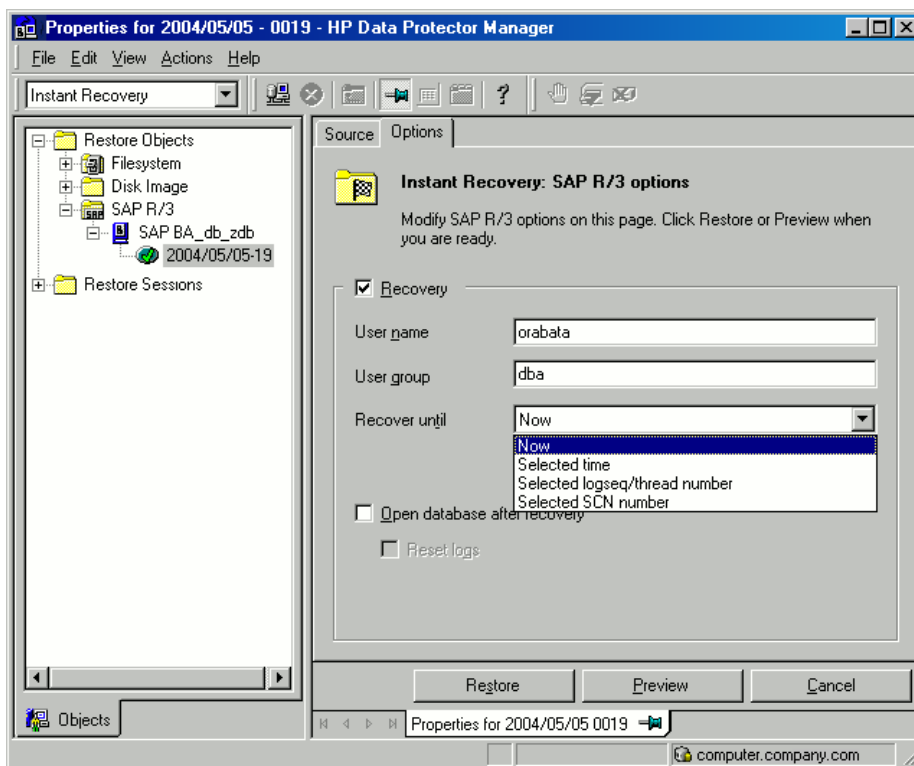 Properties for 2004/05/05 - 0019 - HP Data Protector Manager
File Edit View Actions Help
Instant Recovery
?
Restore Objects
Filesystem
Disk Image
SAP
SAP R/3
SAP BA_db_zdb
2004/05/05-19
Restore Sessions
Objects
Source Options
Instant Recovery: SAP R/3 options
Modify SAP R/3 options on this page. Click Restore or Preview when
you are ready.
Recovery
User name orabata
User group dba
Recover until Now
Now
Selected time
Selected logseq/thread number
Selected SCN number
Open database after recovery
Reset logs
Restore Preview Cancel
Properties for 2004/05/05 0019
computer.company.com